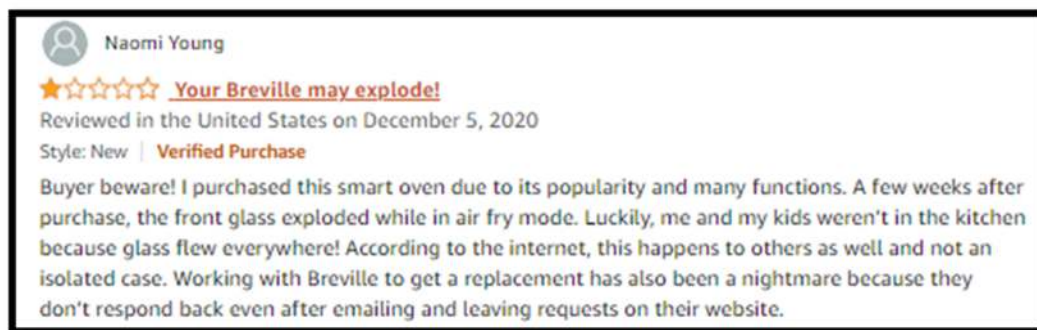 Naomi Young
Your Breville may explode!
Reviewed in the United States on December 5, 2020
Style: New | Verified Purchase
Buyer beware! I purchased this smart oven due to its popularity and many functions. A few weeks after
purchase, the front glass exploded while in air fry mode. Luckily, me and my kids weren't in the kitchen
because glass flew everywhere! According to the internet, this happens to others as well and not an
isolated case. Working with Breville to get a replacement has also been a nightmare because they
don't respond back even after emailing and leaving requests on their website.